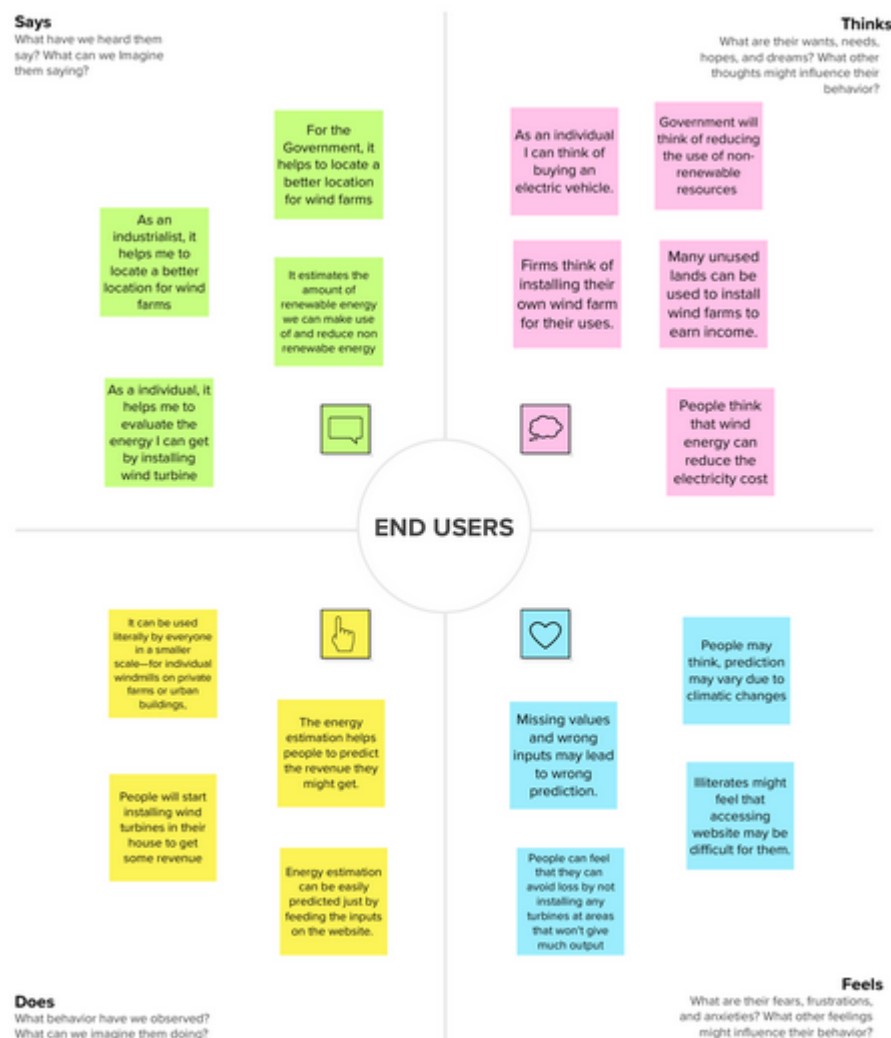 Says
What have we heard them
say? What can we Imagine
them saying?
Thinks
What are their wants, needs,
hopes, and dreams? What other
thoughts might influence their
behavior?
For the
Government, it
helps to locate a
better location
for wind farms
As an
industrialist, it
helps me to
locate a better
location for wind
farms
It estimates the
amount of
renewable energy
we can make use
of and reduce non
renewabe energy
As a individual, it
helps me to
evaluate the
energy I can get
by installing
wind turbine
As an individual
I can think of
buying an
electric vehicle.
Government will
think of reducing
the use of non-
renewable
resources
Firms think of
installing their
own wind farm
for their uses.
Many unused
lands can be
used to install
wind farms to
earn income.
People think
that wind
energy can
reduce the
electricity cost
END USERS
It can be used
literally by everyone
in a smaller
scale—for individual
windmills on private
farms or urban
buildings,
The energy
estimation helps
people to predict
the revenue they
might get.
People will start
installing wind
turbines in their
house to get
some revenue
Energy estimation
can be easily
predicted just by
feeding the inputs
on the website.
People may
think, prediction
may vary due to
climatic changes
Missing values
and wrong
inputs may lead
to wrong
prediction.
Illiterates might
feel that
accessing
website may be
difficult for them.
People can feel
that they can
avoid loss by not
installing any
turbines at areas
that won't give
much output
Does
What behavior have we observed?
What can we imagine them doing?
Feels
What are their fears, frustrations,
and anxieties? What other feelings
might influence their behavior?